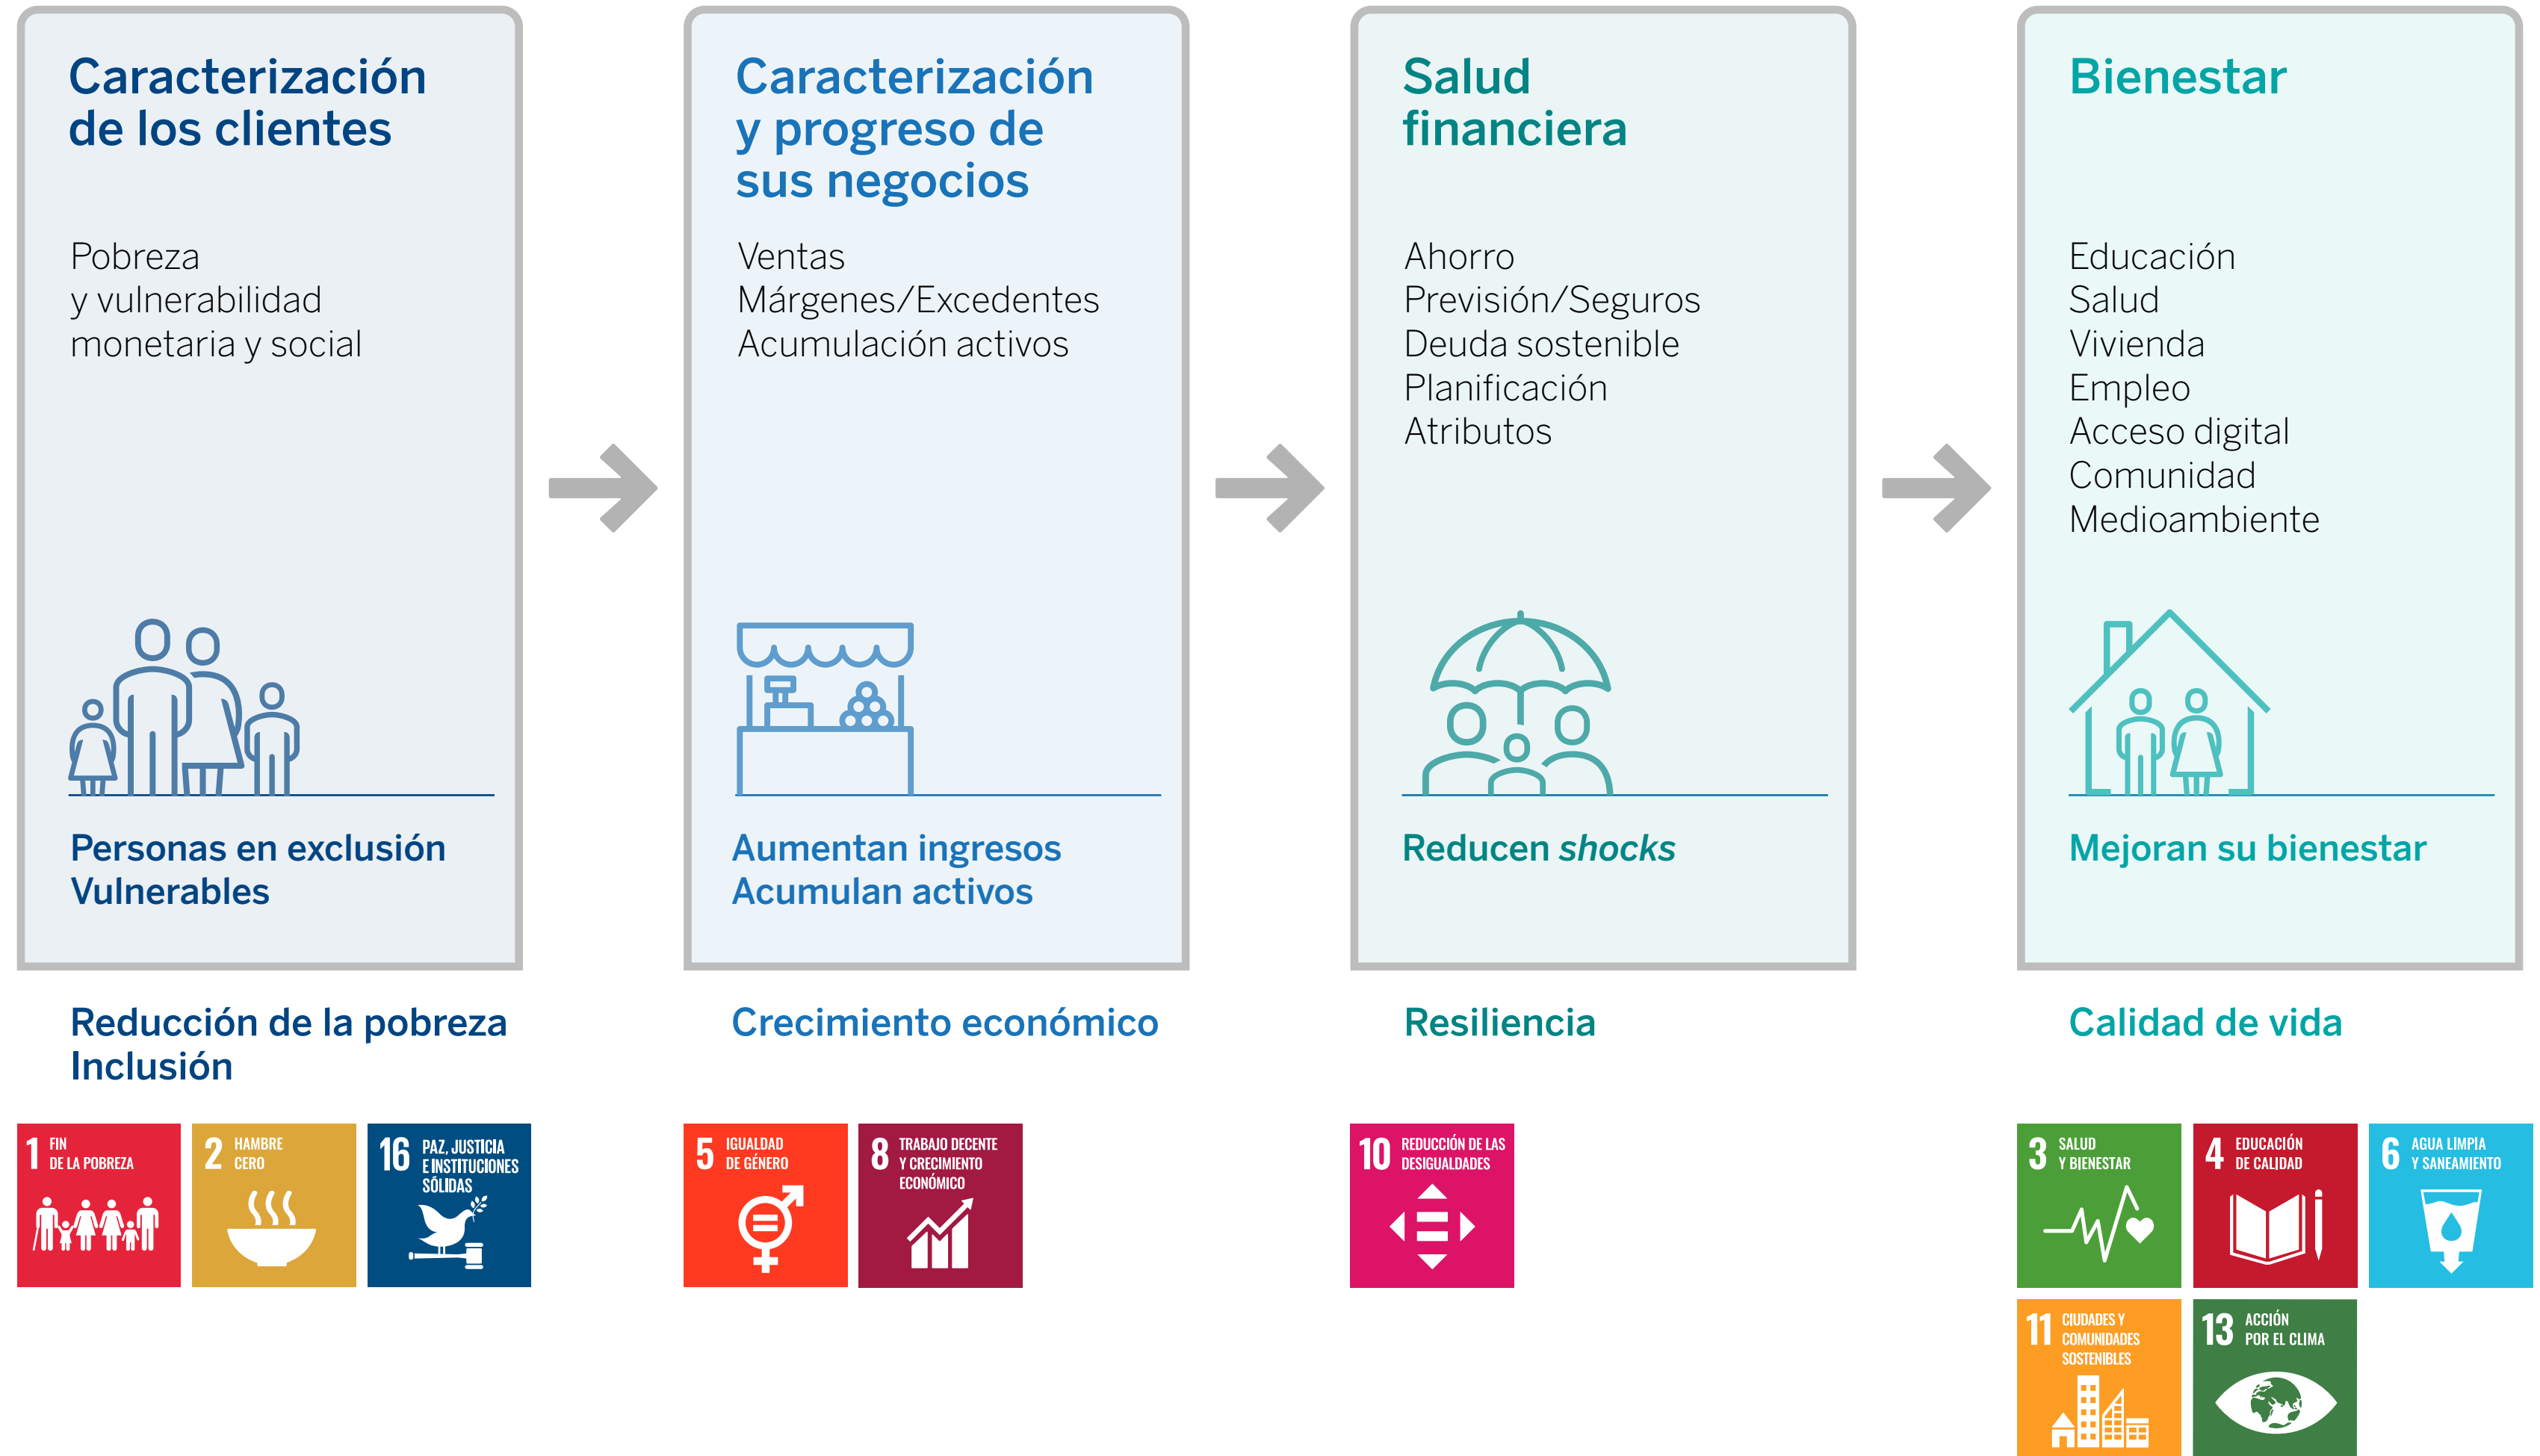 Caracterización
de los clientes
Pobreza
y vulnerabilidad
monetaria y social
Personas en exclusión
Vulnerables
Reducción de la pobreza
Inclusión
1 FIN
DE LA POBREZA
2 HAMBRE
CERO
16 PAZ, JUSTICIA
E INSTITUCIONES
SÓLIDAS
Caracterización
y progreso de
sus negocios
Ventas
Márgenes/Excedentes
Acumulación activos
Aumentan ingresos
Acumulan activos
Crecimiento económico
5 IGUALDAD
DE GÉNERO
8 TRABAJO DECENTE
Y CRECIMIENTO
ECONÓMICO
Salud
financiera
Ahorro
Previsión/Seguros
Deuda sostenible
Planificación
Atributos
Reducen shocks
Resiliencia
10 REDUCCIÓN DE LAS
DESIGUALDADES
Bienestar
Educación
Salud
Vivienda
Empleo
Acceso digital
Comunidad
Medioambiente
Mejoran su bienestar
Calidad de vida
3 SALUD
Y BIENESTAR
4 EDUCACIÓN
DE CALIDAD
6 AGUA LIMPIA
Y SANEAMIENTO
11 CIUDADES Y
COMUNIDADES
SOSTENIBLES
13 ACCIÓN
POR EL CLIMA